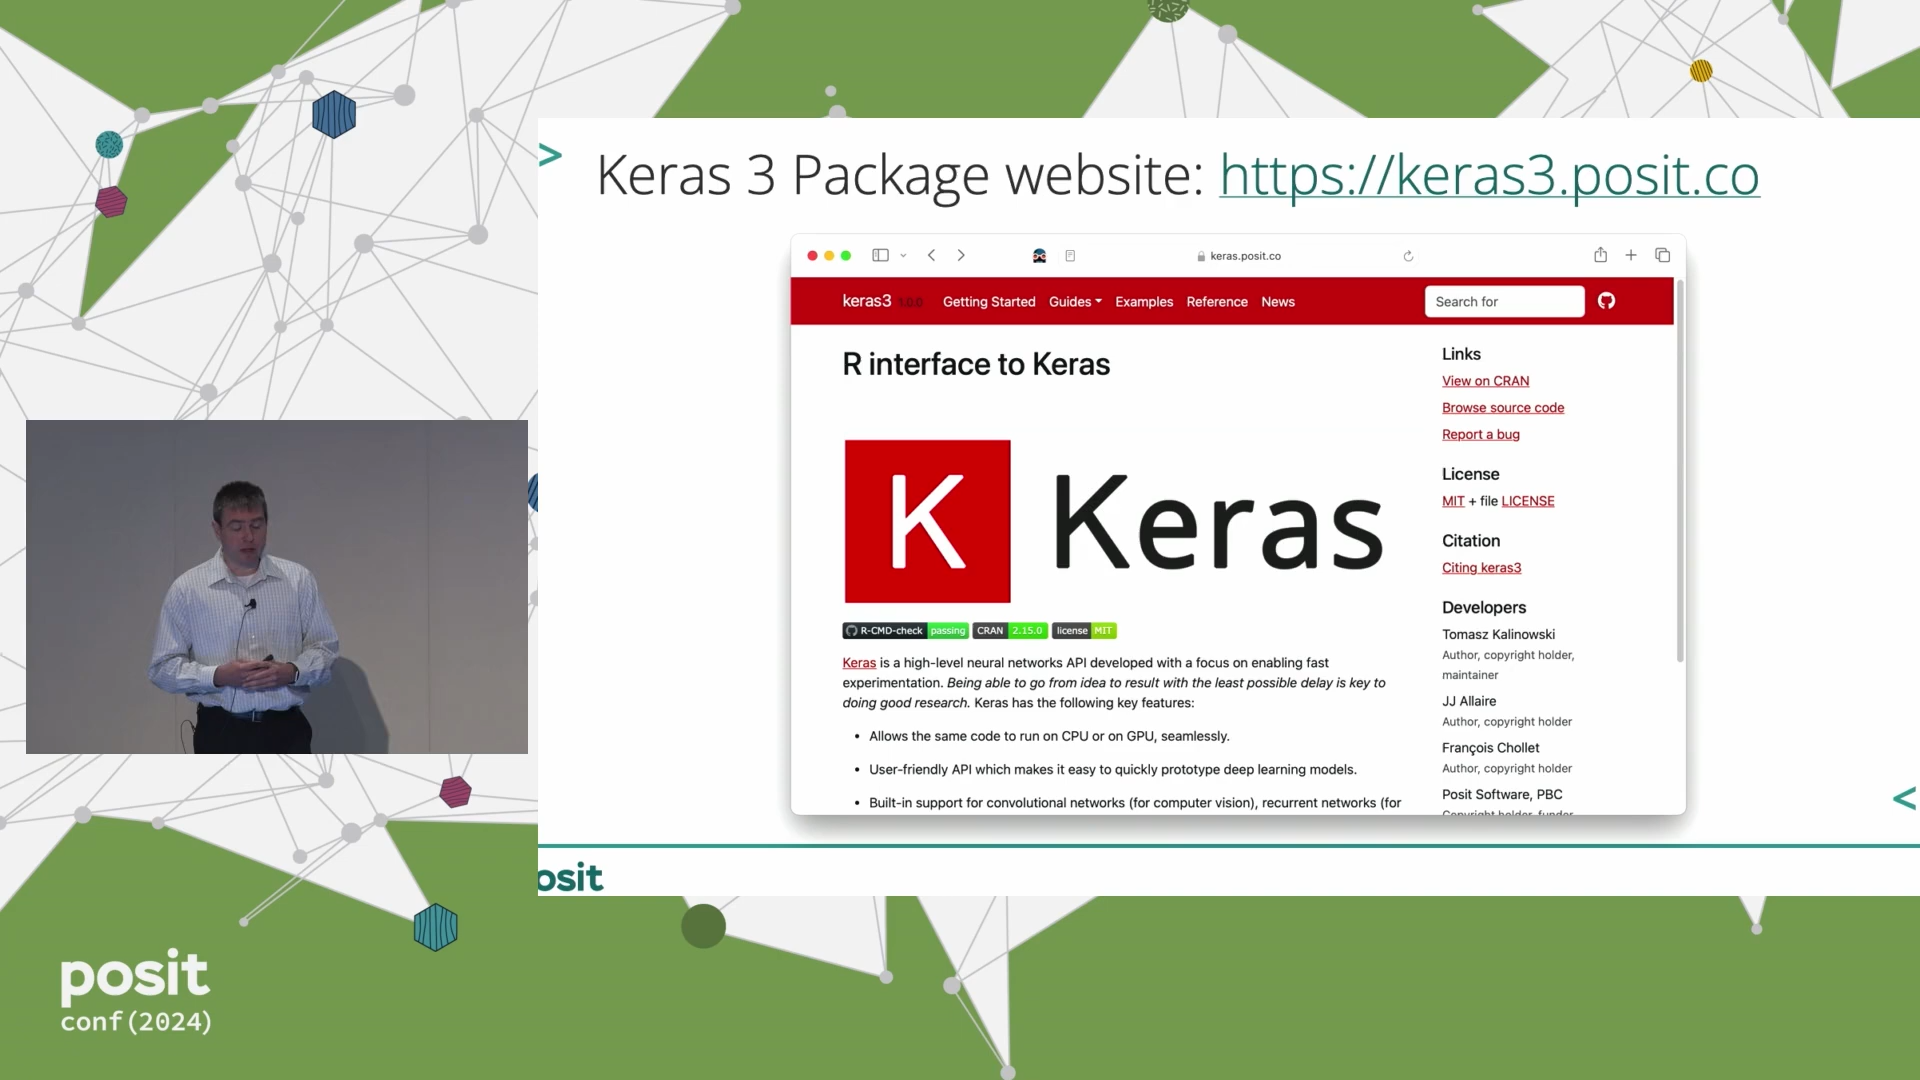 > Keras 3 Package website: https://keras3.posit.co
keras.posit.co
keras3 1.0.0 Getting Started Guides Examples Reference News Search for
R interface to Keras
K Keras
R-CMD-check passing CRAN 2.15.0 license MIT
Keras is a high-level neural networks API developed with a focus on enabling fast
experimentation. Being able to go from idea to result with the least possible delay is key to
doing good research. Keras has the following key features:
• Allows the same code to run on CPU or on GPU, seamlessly.
• User-friendly API which makes it easy to quickly prototype deep learning models.
• Built-in support for convolutional networks (for computer vision), recurrent networks (for
Links
View on CRAN
Browse source code
Report a bug
License
MIT + file LICENSE
Citation
Citing keras3
Developers
Tomasz Kalinowski
Author, copyright holder,
maintainer
JJ Allaire
Author, copyright holder
François Chollet
Author, copyright holder
Posit Software, PBC
Copyright holder, funder
<
osit
posit
conf(2024)